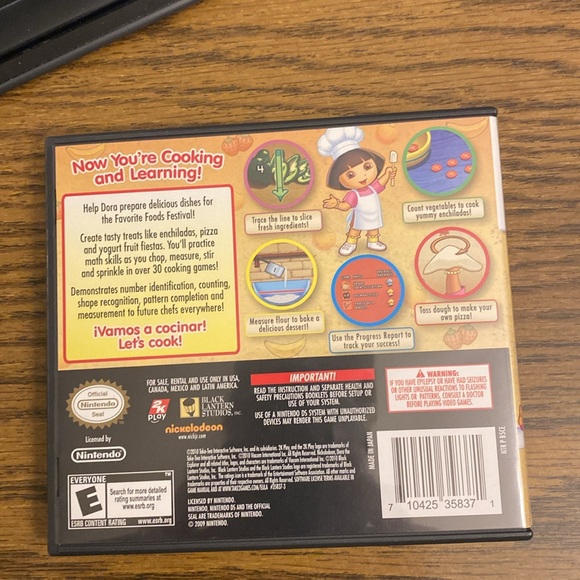 Now You're Cooking
and Learning!
Help Dora prepare delicious dishes for
the Favorite Foods Festival!
Create tasty treats like enchiladas, pizza
and yogurt fruit fiestas. You'll practice
math skills as you chop, measure, stir
and sprinkle in over 30 cooking games!
Demonstrates number identification, counting,
shape recognition, pattern completion and
measurement to future chefs everywhere!
¡Vamos a cocinar!
Let's cook!
4
Trace the line to slice
fresh ingredients!
Count vegetables to cook
yummy enchiladas!
Measure flour to bake a
delicious dessert!
Use the Progress Report to
track your success!
Toss dough to make your
own pizza!
Official
Nintendo
Seal
Licensed by
Nintendo
EVERYONE
E
Search for more detailed
rating summaries at
www.esrb.org
ESRB CONTENT RATING www.esrb.org
FOR SALE, RENTAL AND USE ONLY IN USA,
CANADA, MEXICO AND LATIN AMERICA.
2K
PLAY
BLACK
LANTERN
STUDIOS, INC.
nickelodeon
www.nickjr.com
LICENSED BY NINTENDO.
NINTENDO, NINTENDO DS AND THE OFFICIAL
SEAL ARE TRADEMARKS OF NINTENDO.
© 2009 NINTENDO.
IMPORTANT!
READ THE INSTRUCTION AND SEPARATE HEALTH AND
SAFETY PRECAUTIONS BOOKLETS BEFORE SETUP OR
USE OF YOUR SYSTEM.
USE OF A NINTENDO DS SYSTEM WITH UNAUTHORIZED
DEVICES MAY RENDER THIS GAME UNPLAYABLE.
MADE IN JAPAN
WARNING:
IF YOU HAVE EPILEPSY OR HAVE HAD SEIZURES
OR OTHER UNUSUAL REACTIONS TO FLASHING
LIGHTS OR PATTERNS, CONSULT A DOCTOR
BEFORE PLAYING VIDEO GAMES.
7 10425 35837 1